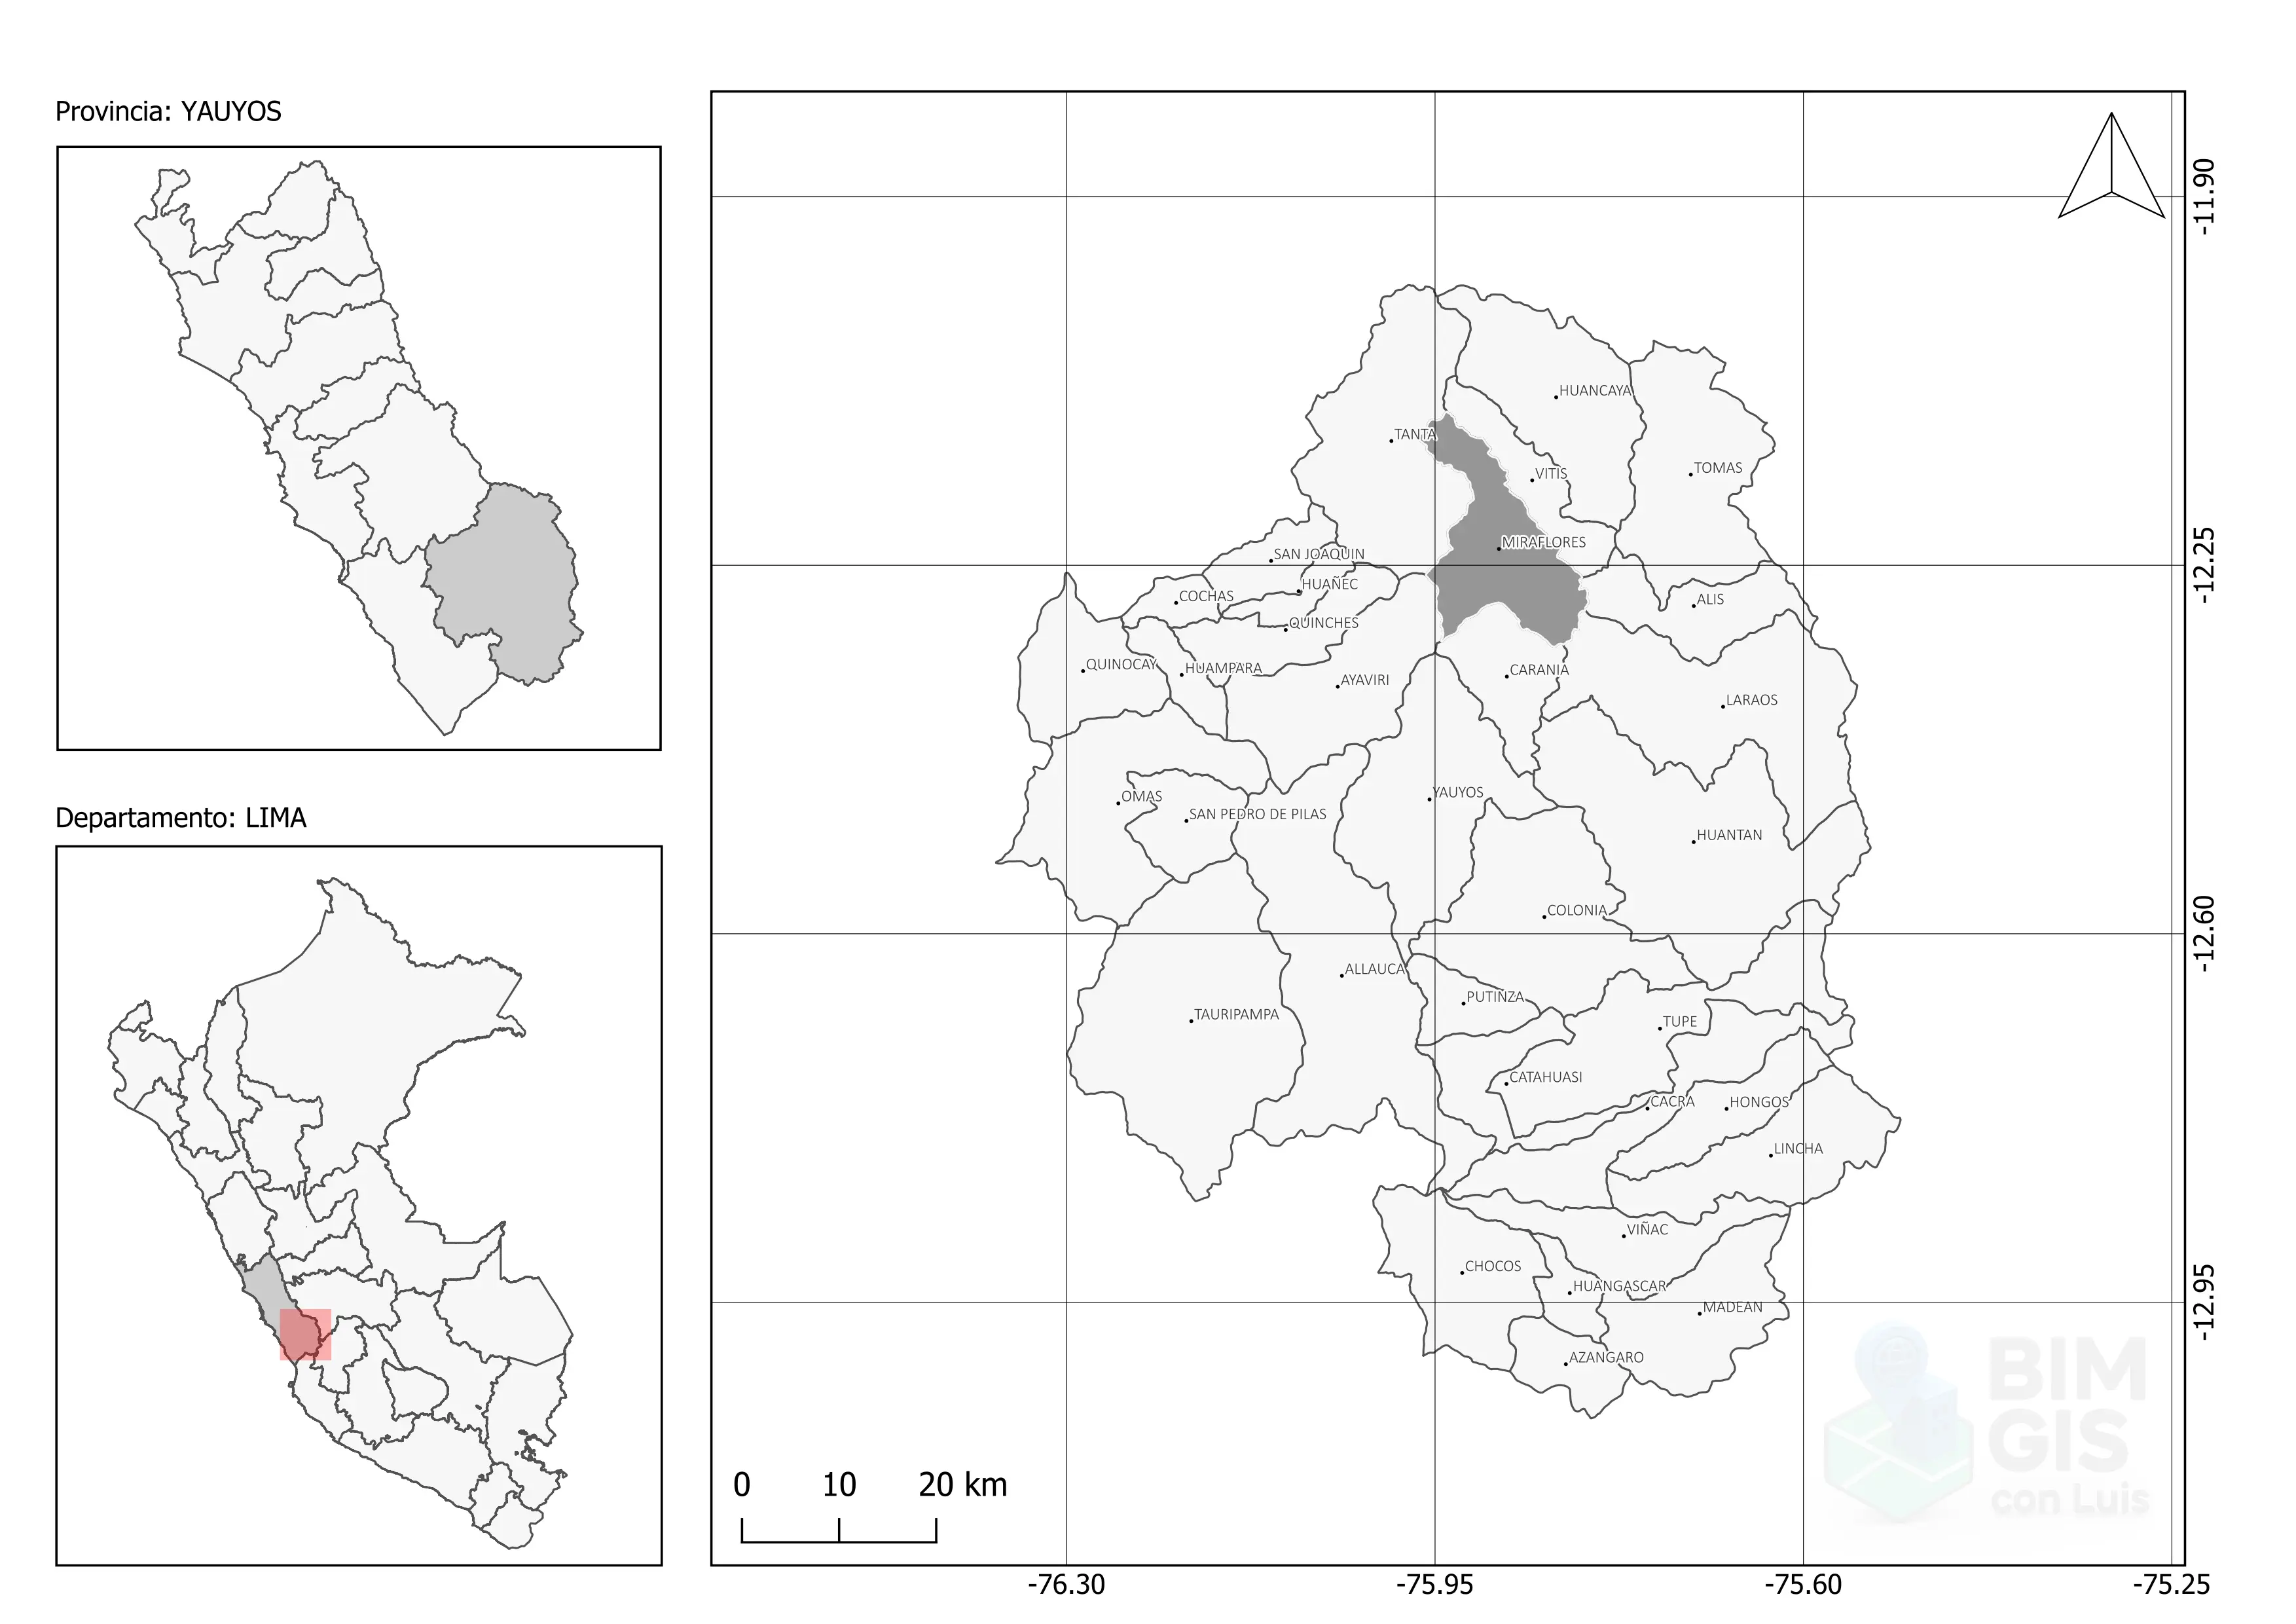 Provincia: YAUYOS
Departamento: LIMA
-11.90
HUANCAYA
TANTA
TOMAS
VITIS
MIRAFLORES
SAN JOAQUIN
-12.25
HUAÑEC
COCHAS
ALIS
QUINCHES
QUINOCAY
HUAMPARA
CARANIA
AYAVIRI
LARAOS
YAUYOS
OMAS
SAN PEDRO DE PILAS
HUANTAN
COLONIA
-12.60
ALLAUCA
PUTINZA
TAURIPAMPA
TUPE
CATAHUASI
CACRA
HONGOS
LINCHA
VIÑAC
CHOCOS
HUANGASCAR
-12.95
MADEAN
AZANGARO
BIM
GIS
con Luis
0 10 20 km
-76.30 -75.95 -75.60 -75.25